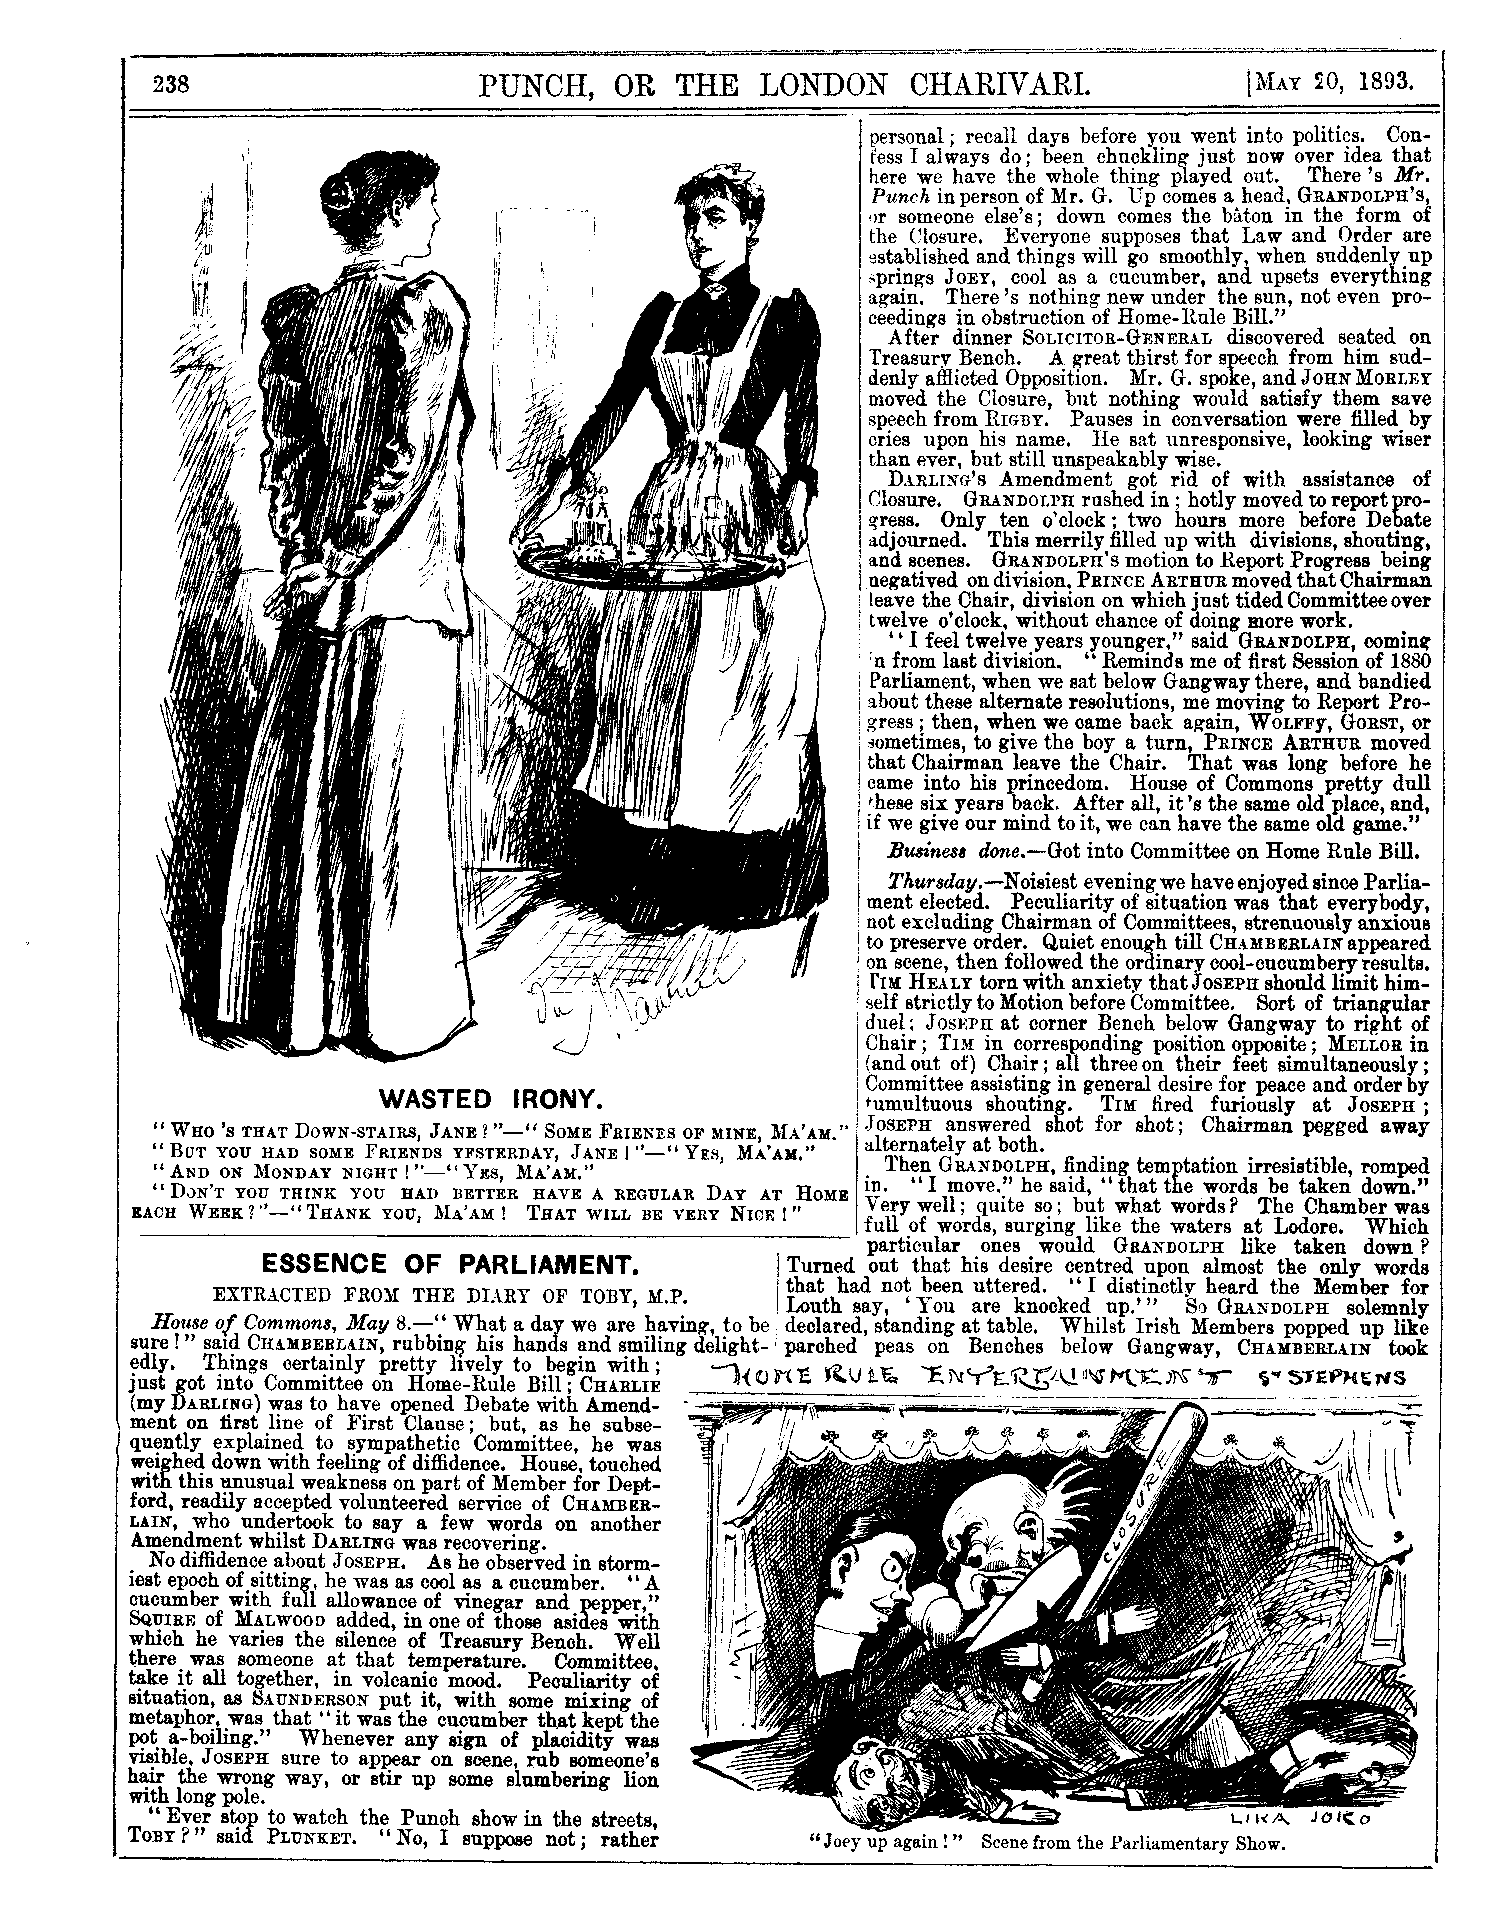 238
PUNCH, OR THE LONDON CHARIVARI.
[MAY 20, 1893.
WASTED IRONY.
"WHO'S THAT DOWN-STAIRS, JANE?"—"SOME FRIENDS OF MINE, MA'AM."
"BUT YOU HAD SOME FRIENDS YESTERDAY, JANE!"—"YES, MA'AM."
"AND ON MONDAY NIGHT!"—"YES, MA'AM."
"DON'T YOU THINK YOU HAD BETTER HAVE A REGULAR DAY AT HOME
EACH WEEK?"—"THANK YOU, MA'AM! THAT WILL BE VERY NICE!"
ESSENCE OF PARLIAMENT.
EXTRACTED FROM THE DIARY OF TOBY, M.P.
House of Commons, May 8.—"What a day we are having, to be
sure!" said CHAMBERLAIN, rubbing his hands and smiling delight-
edly. Things certainly pretty lively to begin with;
just got into Committee on Home-Rule Bill; CHARLIE
(my DARLING) was to have opened Debate with Amend-
ment on first line of First Clause; but, as he subse-
quently explained to sympathetic Committee, he was
weighed down with feeling of diffidence. House, touched
with this unusual weakness on part of Member for Dept-
ford, readily accepted volunteered service of CHAMBER-
LAIN, who undertook to say a few words on another
Amendment whilst DARLING was recovering.
No diffidence about JOSEPH. As he observed in storm-
iest epoch of sitting, he was as cool as a cucumber. "A
cucumber with full allowance of vinegar and pepper,"
SQUIRE of MALWOOD added, in one of those asides with
which he varies the silence of Treasury Bench. Well
there was someone at that temperature. Committee,
take it all together, in volcanic mood. Peculiarity of
situation, as SAUNDERSON put it, with some mixing of
metaphor, was that "it was the cucumber that kept the
pot a-boiling." Whenever any sign of placidity was
visible, JOSEPH sure to appear on scene, rub someone's
hair the wrong way, or stir up some slumbering lion
with long pole.
"Ever stop to watch the Punch show in the streets,
TOBY?" said PLUNKET. "No, I suppose not; rather
personal; recall days before you went into politics. Con-
fess I always do; been chuckling just now over idea that
here we have the whole thing played out. There's Mr.
Punch in person of Mr. G. Up comes a head, GRANDOLPH'S,
or someone else's; down comes the bâton in the form of
the Closure. Everyone supposes that Law and Order are
established and things will go smoothly, when suddenly up
springs JOEY, cool as a cucumber, and upsets everything
again. There's nothing new under the sun, not even pro-
ceedings in obstruction of Home-Rule Bill."
After dinner SOLICITOR-GENERAL discovered seated on
Treasury Bench. A great thirst for speech from him sud-
denly afflicted Opposition. Mr. G. spoke, and JOHN MORLEY
moved the Closure, but nothing would satisfy them save
speech from RIGBY. Pauses in conversation were filled by
cries upon his name. He sat unresponsive, looking wiser
than ever, but still unspeakably wise.
DARLING'S Amendment got rid of with assistance of
Closure. GRANDOLPH rushed in; hotly moved to report pro-
gress. Only ten o'clock; two hours more before Debate
adjourned. This merrily filled up with divisions, shouting,
and scenes. GRANDOLPH'S motion to Report Progress being
negatived on division, PRINCE ARTHUR moved that Chairman
leave the Chair, division on which just tided Committee over
twelve o'clock, without chance of doing more work.
"I feel twelve years younger," said GRANDOLPH, coming
in from last division. "Reminds me of first Session of 1880
Parliament, when we sat below Gangway there, and bandied
about these alternate resolutions, me moving to Report Pro-
gress; then, when we came back again, WOLFFY, GORST, or
sometimes, to give the boy a turn, PRINCE ARTHUR moved
that Chairman leave the Chair. That was long before he
came into his princedom. House of Commons pretty dull
these six years back. After all, it's the same old place, and,
if we give our mind to it, we can have the same old game."
Business done.—Got into Committee on Home Rule Bill.
Thursday.—Noisiest evening we have enjoyed since Parlia-
ment elected. Peculiarity of situation was that everybody,
not excluding Chairman of Committees, strenuously anxious
to preserve order. Quiet enough till CHAMBERLAIN appeared
on scene, then followed the ordinary cool-cucumbery results.
TIM HEALY torn with anxiety that JOSEPH should limit him-
self strictly to Motion before Committee. Sort of triangular
duel; JOSEPH at corner Bench below Gangway to right of
Chair; TIM in corresponding position opposite; MELLOR in
(and out of) Chair; all three on their feet simultaneously;
Committee assisting in general desire for peace and order by
tumultuous shouting. TIM fired furiously at JOSEPH;
JOSEPH answered shot for shot; Chairman pegged away
alternately at both.
Then GRANDOLPH, finding temptation irresistible, romped
in. "I move," he said, "that the words be taken down."
Very well; quite so; but what words? The Chamber was
full of words, surging like the waters at Lodore. Which
particular ones would GRANDOLPH like taken down?
Turned out that his desire centred upon almost the only words
that had not been uttered. "I distinctly heard the Member for
Louth say, 'You are knocked up.'" So GRANDOLPH solemnly
declared, standing at table. Whilst Irish Members popped up like
parched peas on Benches below Gangway, CHAMBERLAIN took
HOME RULE ENTERTAINMENT ST STEPHENS
CLOSURE
LIKA JOKO
"Joey up again!" Scene from the Parliamentary Show.